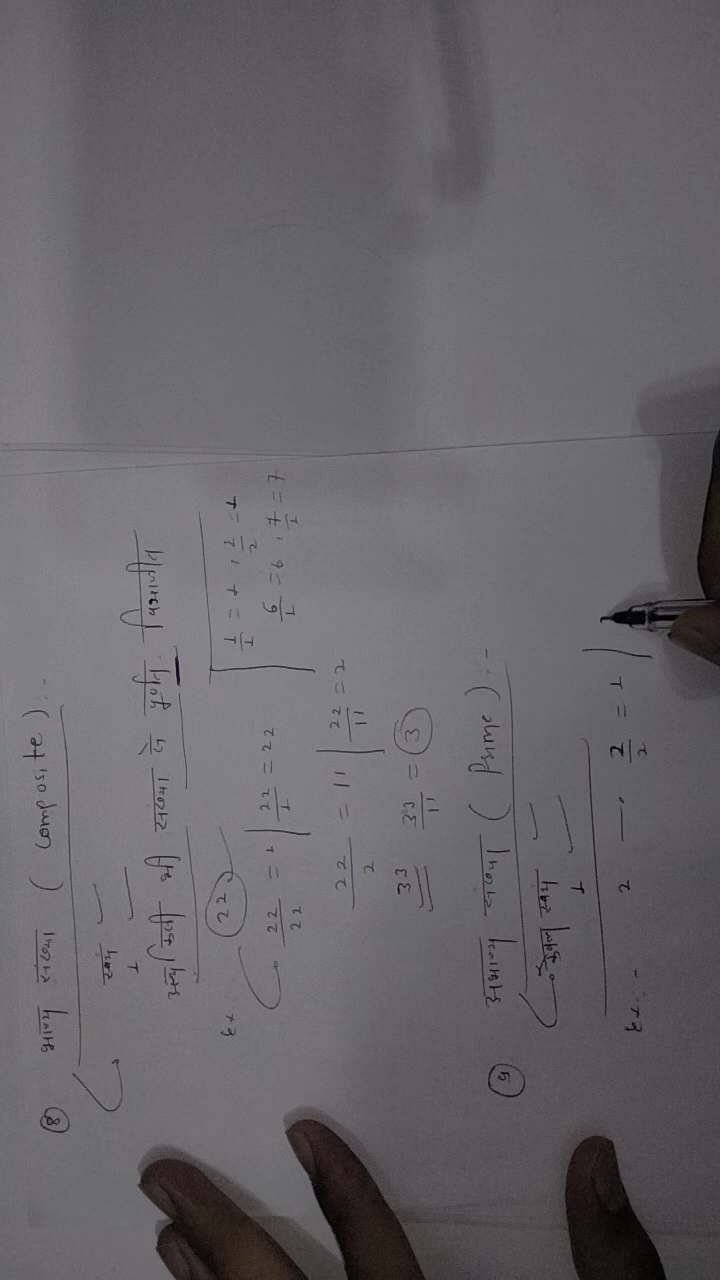 ⑧ भाज्य संख्या ( Composite ) :-
स्वयं
1
अन्य किसी भी संख्या से पूर्णतः विभाजीत
Ex. 22
22/22 = 1 | 22/1 = 22
1/1 = 1 , 2/2 = 1
6/1 = 6 , 7/1 = 7
22/2 = 11 | 22/11 = 2
33 33/11 = 3
⑨ अभाज्य संख्या ( Prime ) :-
केवल स्वयं
1
Ex :- 2 — . 2/2 = 1 |